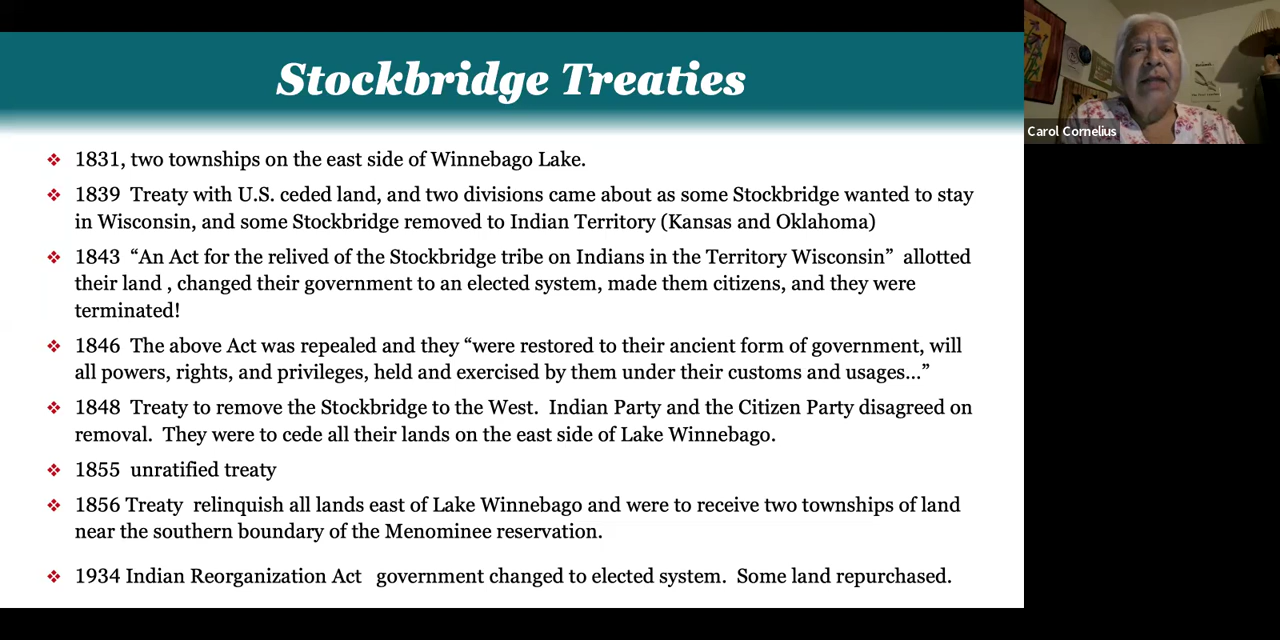 Stockbridge Treaties
❖ 1831, two townships on the east side of Winnebago Lake.
❖ 1839 Treaty with U.S. ceded land, and two divisions came about as some Stockbridge wanted to stay
in Wisconsin, and some Stockbridge removed to Indian Territory (Kansas and Oklahoma)
❖ 1843 “An Act for the relived of the Stockbridge tribe on Indians in the Territory Wisconsin” allotted
their land , changed their government to an elected system, made them citizens, and they were
terminated!
❖ 1846 The above Act was repealed and they “were restored to their ancient form of government, will
all powers, rights, and privileges, held and exercised by them under their customs and usages...”
❖ 1848 Treaty to remove the Stockbridge to the West. Indian Party and the Citizen Party disagreed on
removal. They were to cede all their lands on the east side of Lake Winnebago.
❖ 1855 unratified treaty
❖ 1856 Treaty relinquish all lands east of Lake Winnebago and were to receive two townships of land
near the southern boundary of the Menominee reservation.
❖ 1934 Indian Reorganization Act government changed to elected system. Some land repurchased.
Carol Cornelius